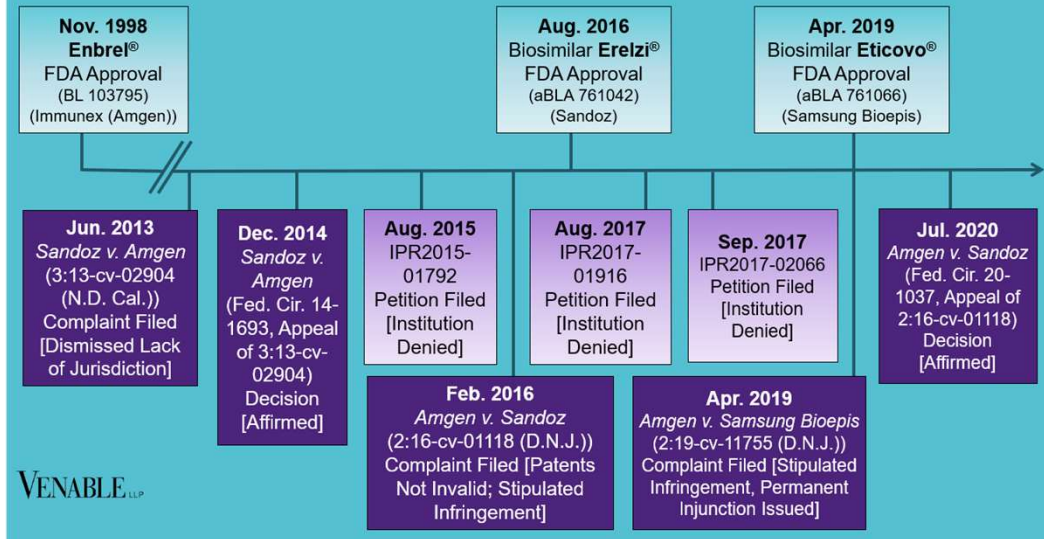 Nov. 1998
Enbrel®
FDA Approval
(BL 103795)
(Immunex (Amgen))
Aug. 2016
Biosimilar Erelzi®
FDA Approval
(aBLA 761042)
(Sandoz)
Apr. 2019
Biosimilar Eticovo®
FDA Approval
(aBLA 761066)
(Samsung Bioepis)
Jun. 2013
Sandoz v. Amgen
(3:13-cv-02904
(N.D. Cal.))
Complaint Filed
[Dismissed Lack
of Jurisdiction]
Dec. 2014
Sandoz v.
Amgen
(Fed. Cir. 14-
1693, Appeal
of 3:13-cv-
02904)
Decision
[Affirmed]
Aug. 2015
IPR2015-
01792
Petition Filed
[Institution
Denied]
Aug. 2017
IPR2017-
01916
Petition Filed
[Institution
Denied]
Sep. 2017
IPR2017-02066
Petition Filed
[Institution
Denied]
Jul. 2020
Amgen v. Sandoz
(Fed. Cir. 20-
1037, Appeal of
2:16-cv-01118)
Decision
[Affirmed]
Feb. 2016
Amgen v. Sandoz
(2:16-cv-01118 (D.N.J.))
Complaint Filed [Patents
Not Invalid; Stipulated
Infringement]
Apr. 2019
Amgen v. Samsung Bioepis
(2:19-cv-11755 (D.N.J.))
Complaint Filed [Stipulated
Infringement, Permanent
Injunction Issued]
VENABLE LLP